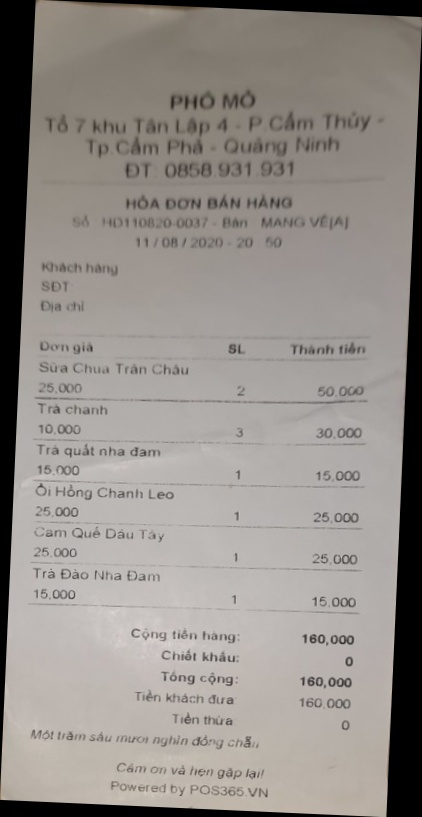 PHÔ MÔ
Tổ 7 khu Tân Lập 4 - P.Cẩm Thủy -
Tp.Cẩm Phả - Quảng Ninh
ĐT: 0858.931.931
HÓA ĐƠN BÁN HÀNG
Số : HD110820-0037 - Bàn : MANG VỀ[A]
11 / 08 / 2020 - 20 : 50
Khách hàng
SĐT:
Địa chỉ
Đơn giá SL Thành tiền
Sữa Chua Trân Châu
25,000 2 50,000
Trà chanh
10,000 3 30,000
Trà quất nha đam
15,000 1 15,000
Ổi Hồng Chanh Leo
25,000 1 25,000
Cam Quế Dâu Tây
25,000 1 25,000
Trà Đào Nha Đam
15,000 1 15,000
Cộng tiền hàng: 160,000
Chiết khấu: 0
Tổng cộng: 160,000
Tiền khách đưa: 160,000
Tiền thừa 0
Một trăm sáu mươi nghìn đồng chẵn
Cảm ơn và hẹn gặp lại!
Powered by POS365.VN